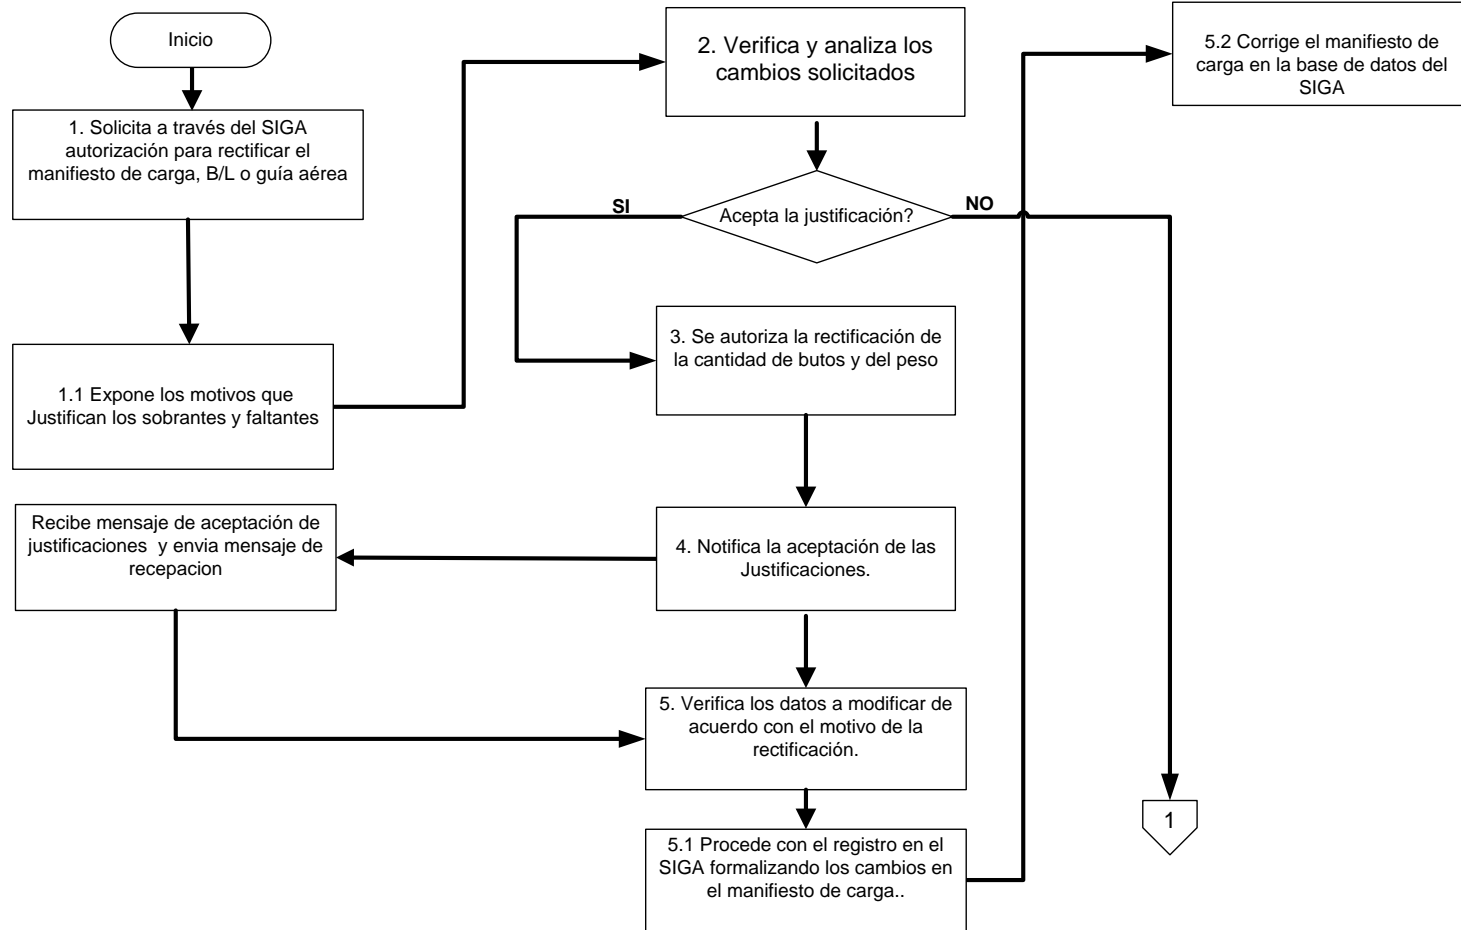 Inicio
1. Solicita a través del SIGA
autorización para rectificar el
manifiesto de carga, B/L o guía aérea
1.1 Expone los motivos que
Justifican los sobrantes y faltantes
2. Verifica y analiza los
cambios solicitados
Acepta la justificación?
SI
NO
3. Se autoriza la rectificación de
la cantidad de butos y del peso
4. Notifica la aceptación de las
Justificaciones.
Recibe mensaje de aceptación de
justificaciones y envia mensaje de
recepacion
5. Verifica los datos a modificar de
acuerdo con el motivo de la
rectificación.
5.1 Procede con el registro en el
SIGA formalizando los cambios en
el manifiesto de carga..
5.2 Corrige el manifiesto de
carga en la base de datos del
SIGA
1